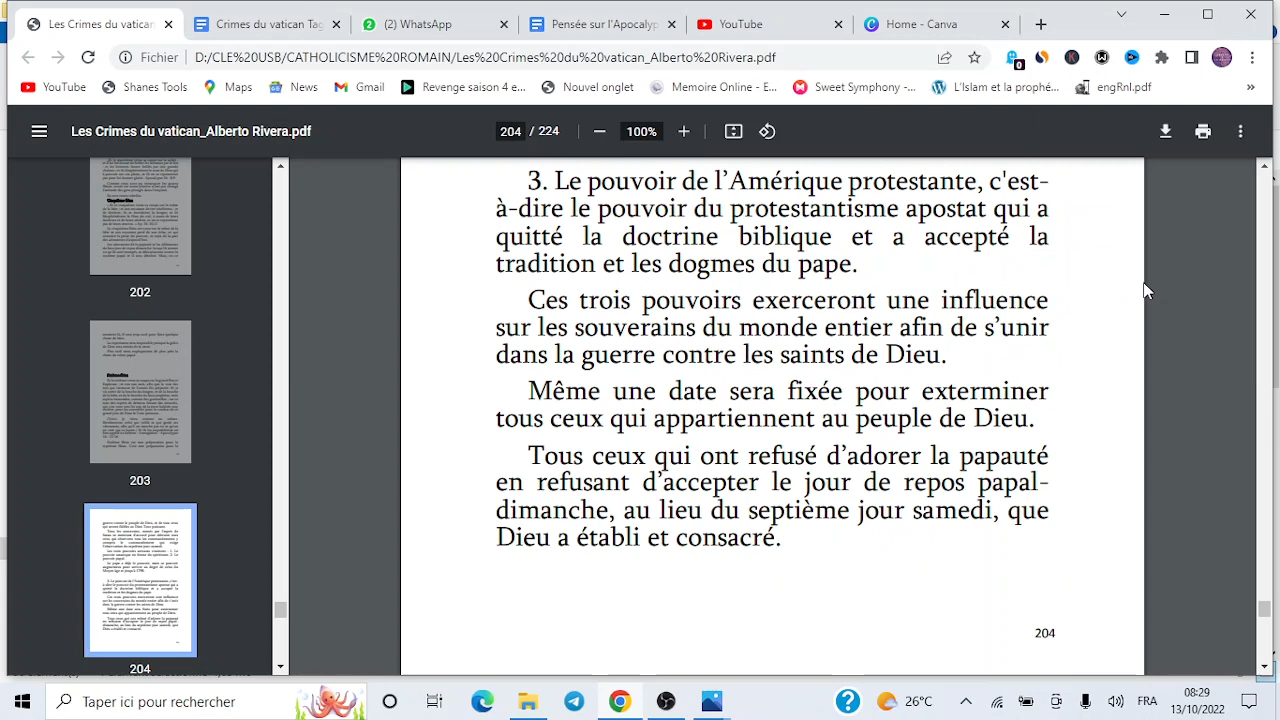 Les Crimes du vatican
Crimes du vatican Tag
(2) WhatsApp
Pensée sur l'Apocalyp
YouTube
Home - Canva
Fichier
D:/CLE%20USB/CATHOLICISME%20ROMAIN/Les%20Crimes%20du%20vatican_Alberto%20Rivera.pdf
0
YouTube
Shanes Tools
Maps
News
Gmail
Revenge saison 4 e...
Nouvel onglet
Memoire Online - E...
Sweet Symphony -...
L'Islam et la prophé...
engRnl.pdf
Les Crimes du vatican_Alberto Rivera.pdf
204 / 224
100%
202
203
204
3. Le pouvoir de l'Amérique protestante, c'est-
à-dire le pouvoir du protestantisme apostat qui a
quitté la doctrine biblique et a accepté la
tradition et les dogmes du pape.
Ces trois pouvoirs exerceront une influence
sur les souverains du monde entier afin de s'unir
dans la guerre contre les saints de Dieu.
Même une date sera fixée pour exterminer
tous ceux qui appartiennent au peuple de Dieu.
Tous ceux qui ont refusé d'adorer la papauté
en refusant d'accepter le jour de repos papal-
dimanche, au lieu du septième jour samedi, que
Dieu a établi et consacré.
204
Taper ici pour rechercher
26°C
FRA
08:29
13/10/2022